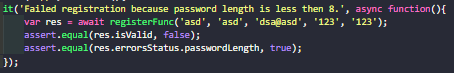 it('Failed registration because password length is less then 8.', async function(){
    var res = await registerFunc('asd', 'asd', 'dsa@asd', '123', '123');
    assert.equal(res.isValid, false);
    assert.equal(res.errorsStatus.passwordLength, true);
});